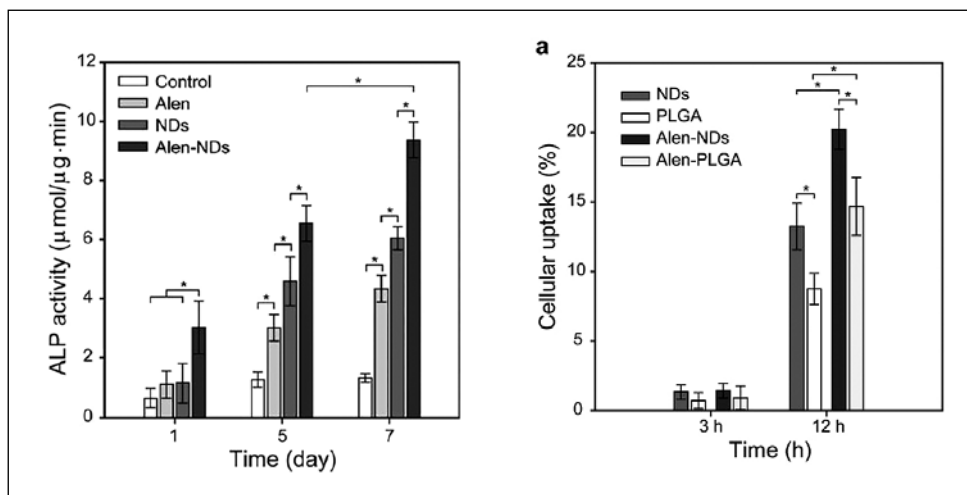 12
10
8
6
4
2
0
ALP activity (μmol/μg·min)
Control
Alen
NDs
Alen-NDs
*
*
*
*
*
*
*
*
1
5
7
Time (day)
a
25
20
15
10
5
0
Cellular uptake (%)
NDs
PLGA
Alen-NDs
Alen-PLGA
*
*
*
*
3 h
12 h
Time (h)